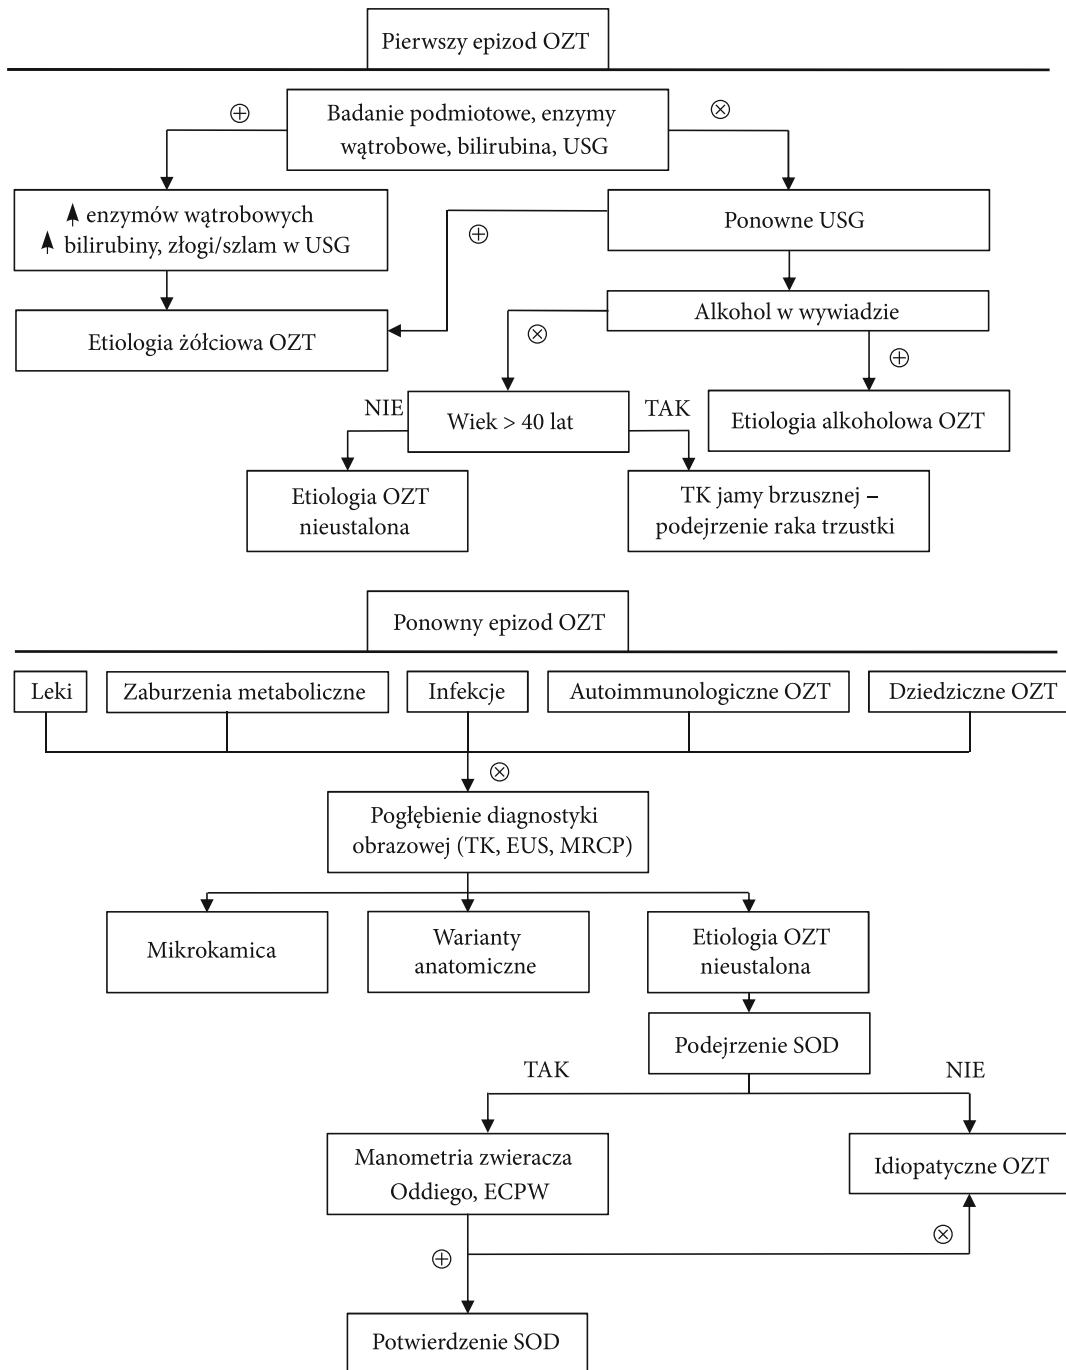 Pierwszy epizod OZT
⊕
Badanie podmiotowe, enzymy
wątrobowe, bilirubina, USG
⊗
enzymów wątrobowych
bilirubiny, złogi/szlam w USG
⊕
Ponowne USG
Etiologia żółciowa OZT
⊗
Alkohol w wywiadzie
⊕
NIE
Wiek > 40 lat
TAK
Etiologia alkoholowa OZT
Etiologia OZT
nieustalona
TK jamy brzusznej –
podejrzenie raka trzustki
Ponowny epizod OZT
Leki
Zaburzenia metaboliczne
Infekcje
Autoimmunologiczne OZT
Dziedziczne OZT
⊗
Pogłębienie diagnostyki
obrazowej (TK, EUS, MRCP)
Mikrokamica
Warianty
anatomiczne
Etiologia OZT
nieustalona
Podejrzenie SOD
TAK
NIE
Manometria zwieracza
Oddiego, ECPW
Idiopatyczne OZT
⊕
⊗
Potwierdzenie SOD